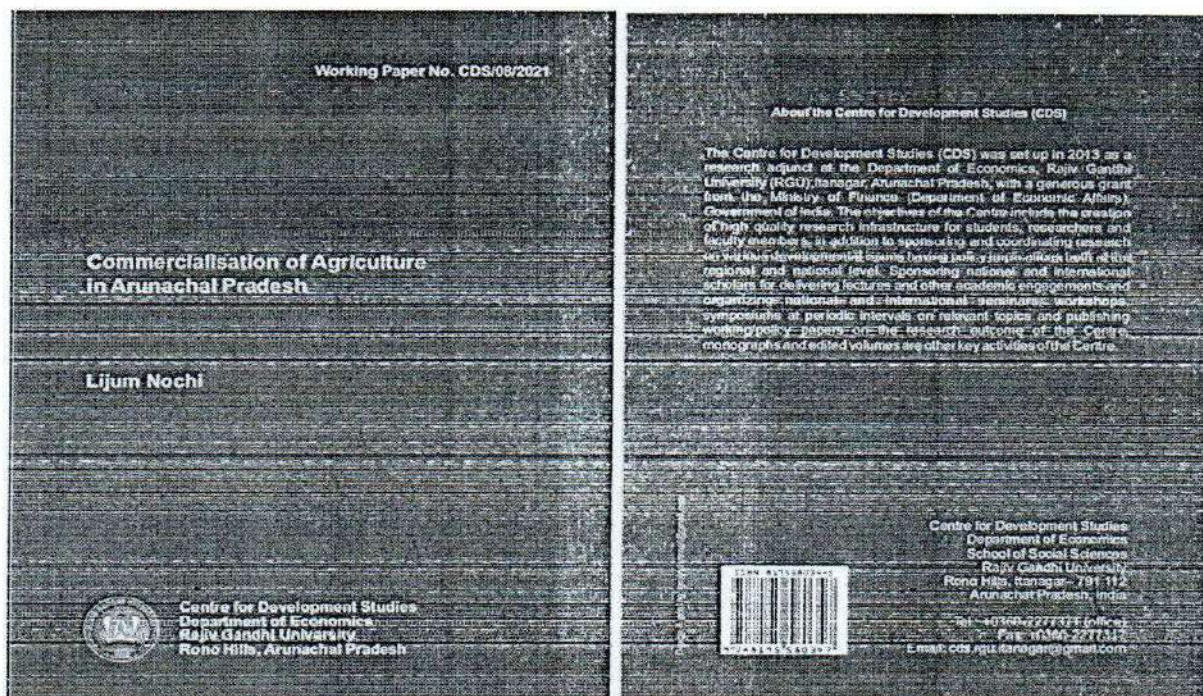 Working Paper No. CDS/08/2021
Commercialisation of Agriculture
in Arunachal Pradesh
Lijum Nochi
Centre for Development Studies
Department of Economics
Rajiv Gandhi University
Rono Hills, Arunachal Pradesh
About the Centre for Development Studies (CDS)
The Centre for Development Studies (CDS) was set up in 2013 as a
research adjunct at the Department of Economics, Rajiv Gandhi
University (RGU), Itanagar, Arunachal Pradesh, with a generous grant
from the Ministry of Finance (Department of Economic Affairs),
Government of India. The objectives of the Centre include the creation
of high quality research infrastructure for students, researchers and
faculty members, in addition to sponsoring and coordinating research
on various developmental having policy both at the
regional and national level. Sponsoring national and international
scholars for delivering lectures and other academic engagements and
organizing national and international seminars, workshops,
symposiums at periodic intervals on relevant topics and publishing
working/policy papers on the research outcome of the Centre,
monographs and edited volumes are other key activities of the Centre.
Centre for Development Studies
Department of Economics
School of Social Sciences
Rajiv Gandhi University
Rono Hills, Itanagar- 791 112
Arunachal Pradesh, India
(office)
Email: cds.rgu.itanagar@gmail.com